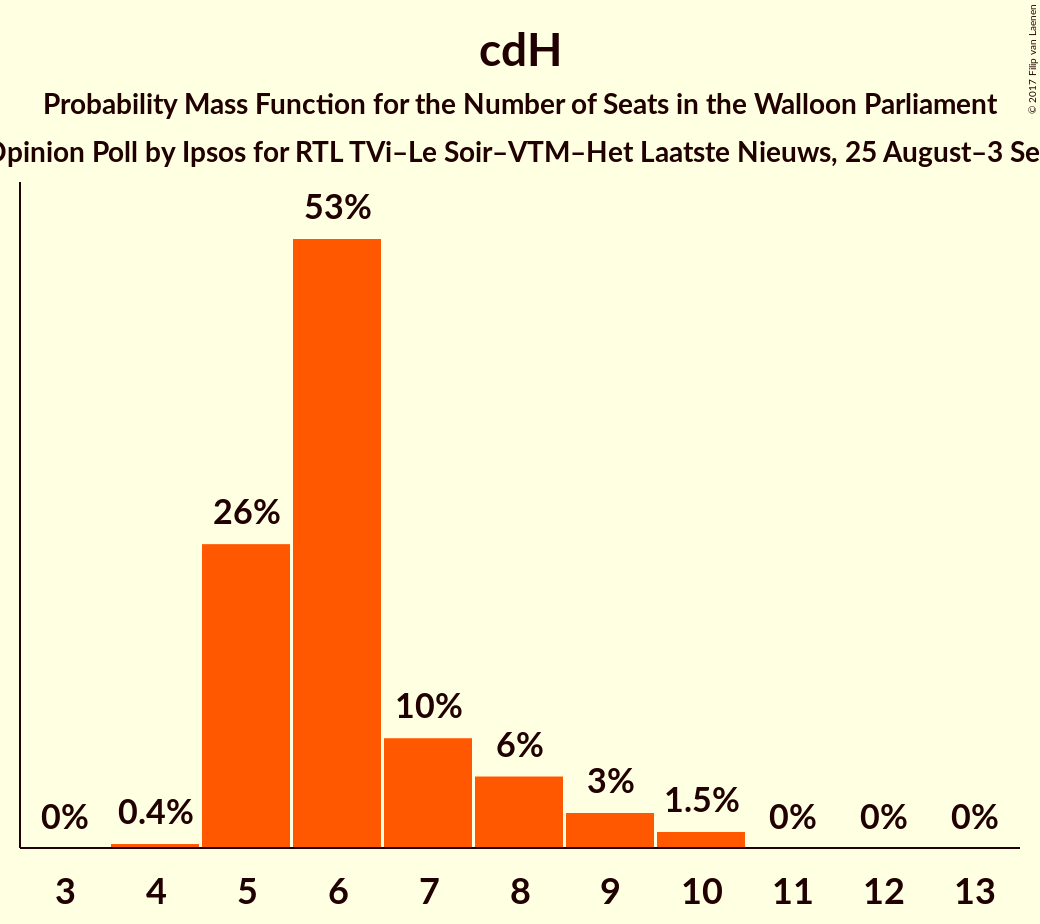 cdH
Probability Mass Function for the Number of Seats in the Walloon Parliament
Opinion Poll by Ipsos for RTL TVi–Le Soir–VTM–Het Laatste Nieuws, 25 August–3 Se
© 2017 Filip van Laenen
53%
26%
10%
6%
3%
1.5%
0% 0.4% 0% 0% 0%
3 4 5 6 7 8 9 10 11 12 13